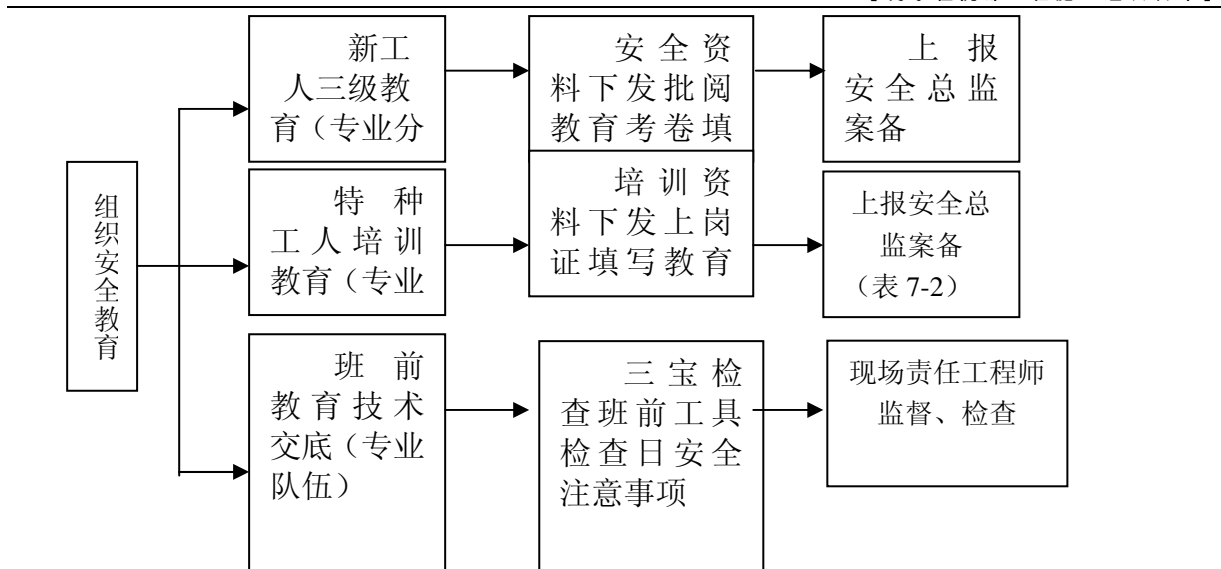 新工
人三级教
育（专业分
安全资
料下发批阅
教育考卷填
上报
安全总监
案备
组织安全教育
特种
工人培训
教育（专业
培训资
料下发上岗
证填写教育
上报安全总
监案备
（表 7-2）
班前
教育技术
交底（专业
队伍）
三宝检
查班前工具
检查日安全
注意事项
现场责任工程师
监督、检查